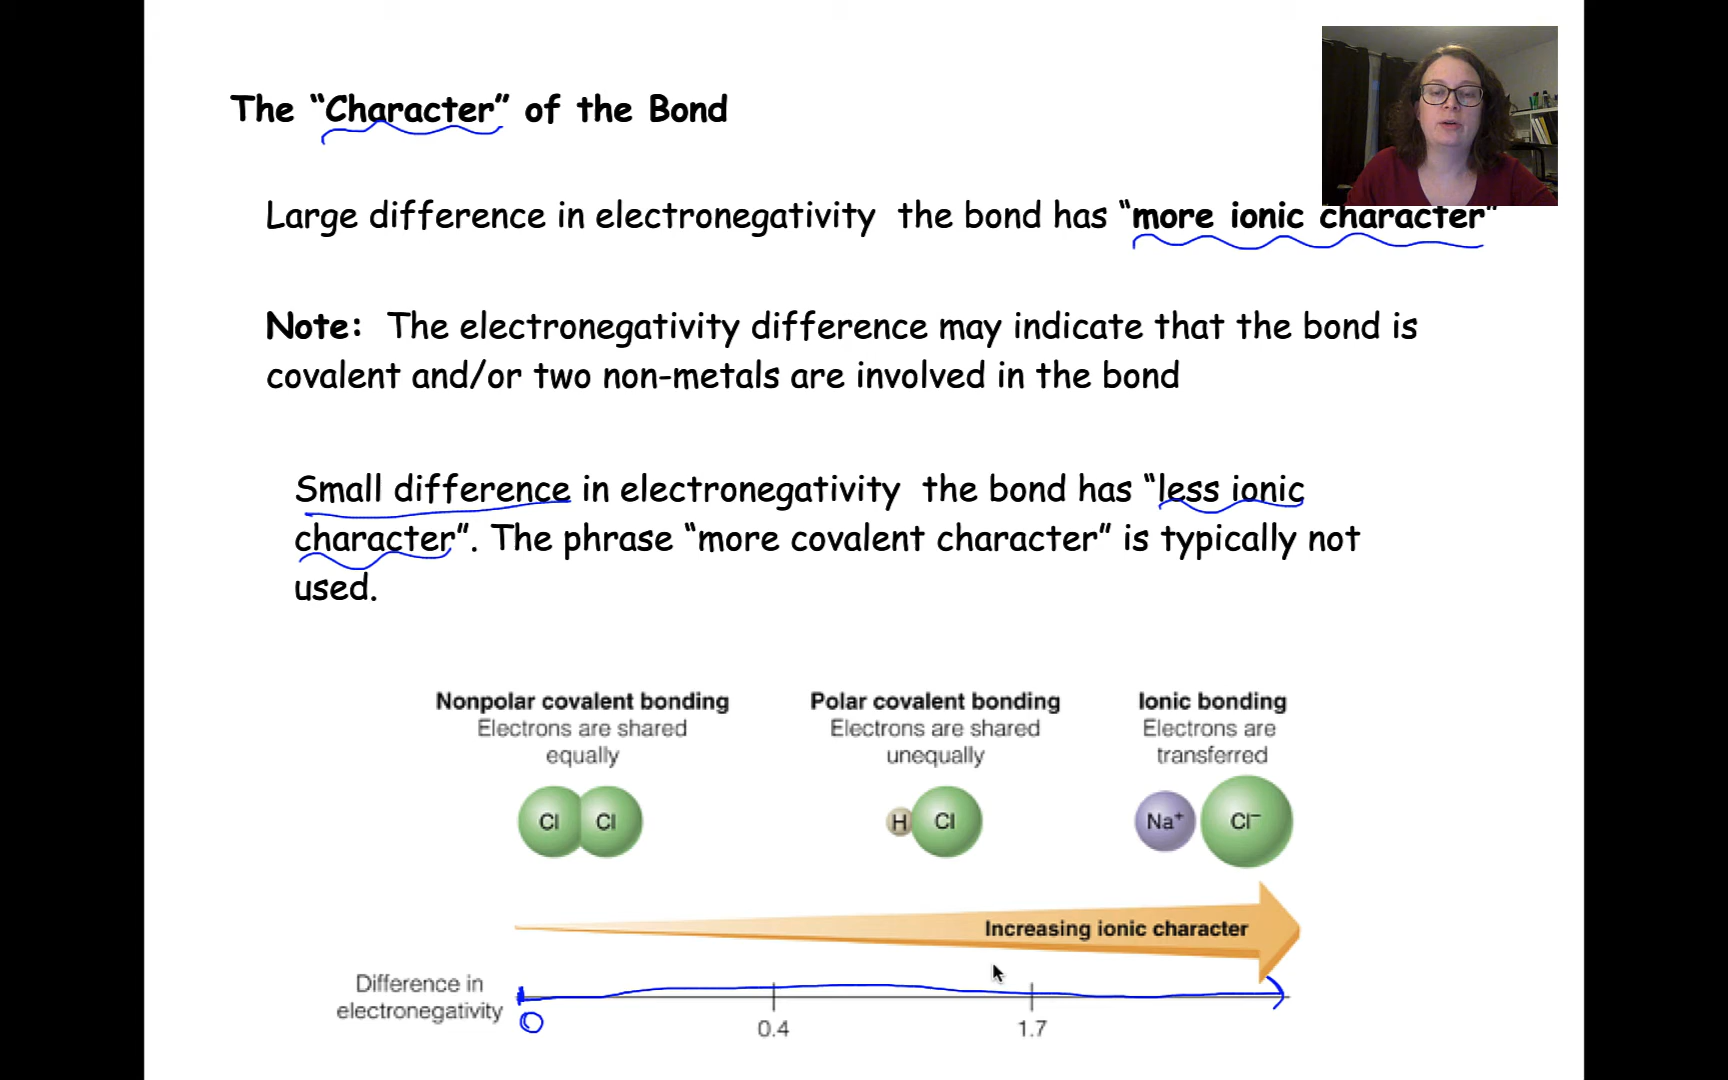 The “Character” of the Bond
Large difference in electronegativity the bond has “more ionic character”
Note: The electronegativity difference may indicate that the bond is
covalent and/or two non-metals are involved in the bond
Small difference in electronegativity the bond has “less ionic
character”. The phrase “more covalent character” is typically not
used.
Nonpolar covalent bonding
Electrons are shared
equally
Polar covalent bonding
Electrons are shared
unequally
Ionic bonding
Electrons are
transferred
Cl Cl
H Cl
Na⁺ Cl⁻
Increasing ionic character
Difference in
electronegativity
0
0.4
1.7